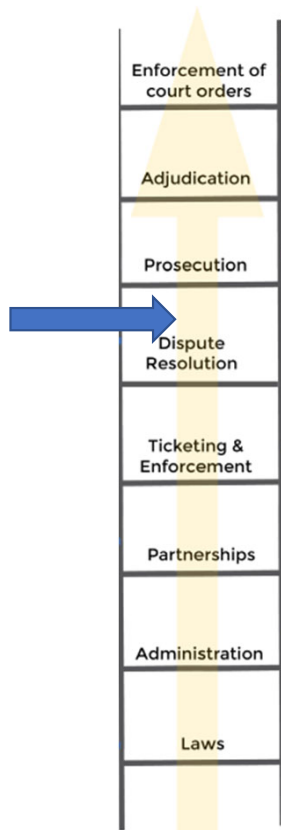 Enforcement of
court orders
Adjudication
Prosecution
Dispute
Resolution
Ticketing &
Enforcement
Partnerships
Administration
Laws